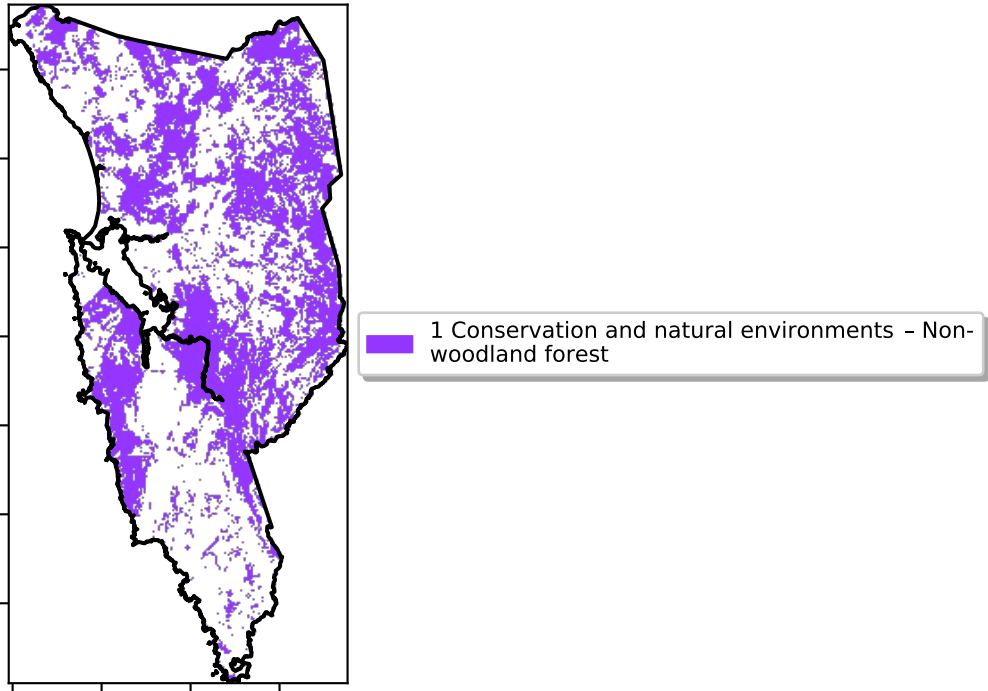 1 Conservation and natural environments – Non-
woodland forest